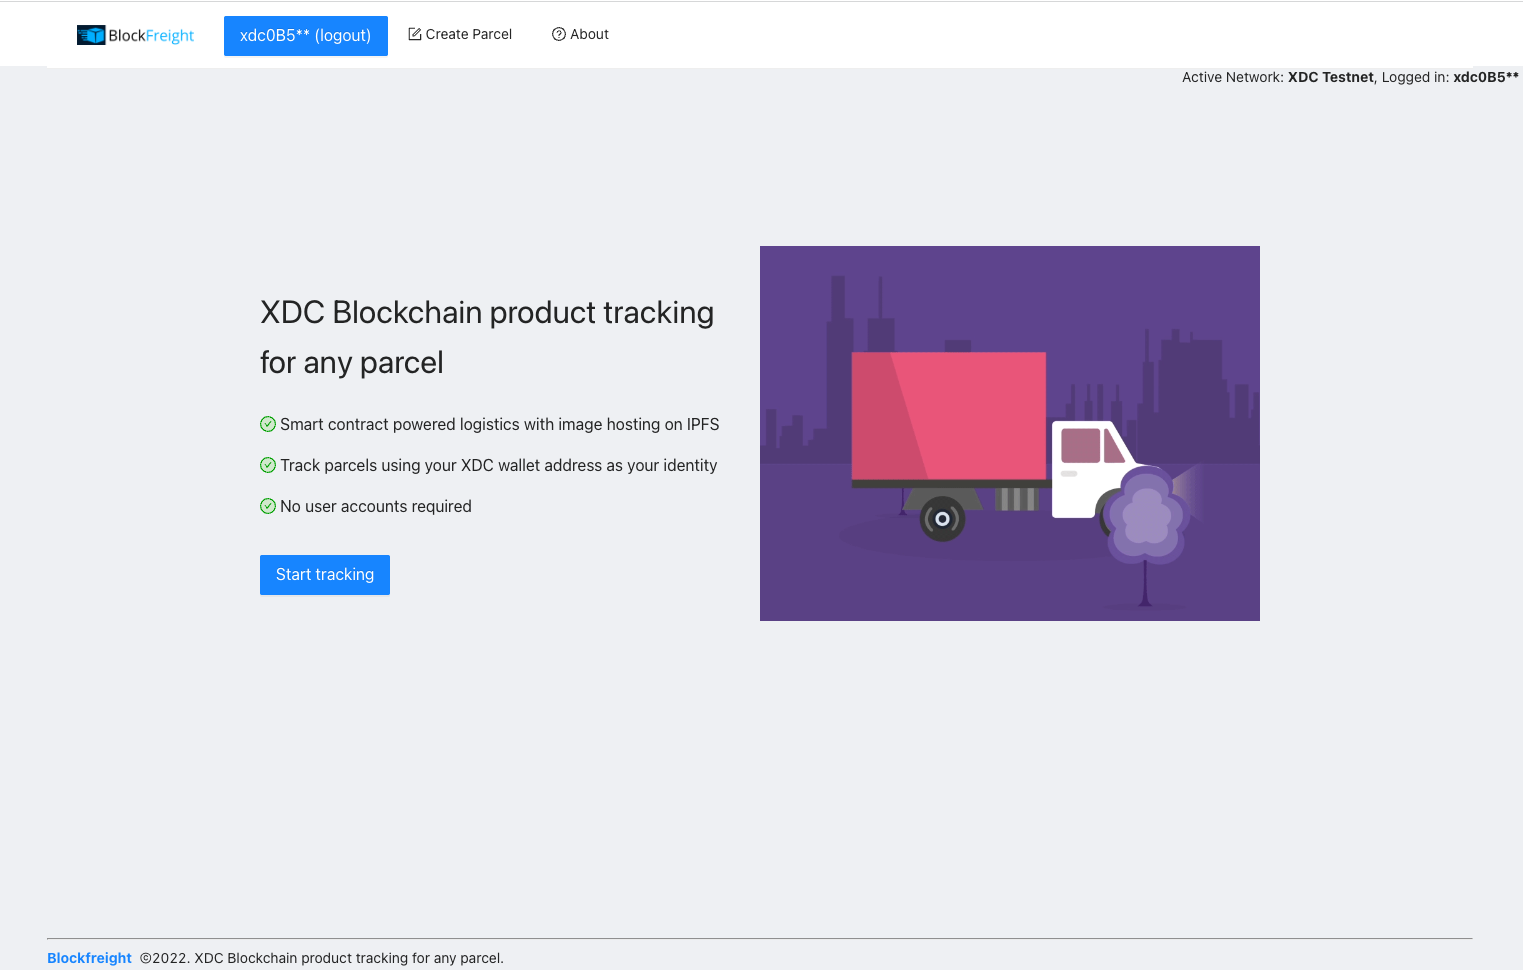 BlockFreight
xdc0B5** (logout)
Create Parcel
About
Active Network: XDC Testnet, Logged in: xdc0B5**
XDC Blockchain product tracking
for any parcel
Smart contract powered logistics with image hosting on IPFS
Track parcels using your XDC wallet address as your identity
No user accounts required
Start tracking
Blockfreight ©2022. XDC Blockchain product tracking for any parcel.